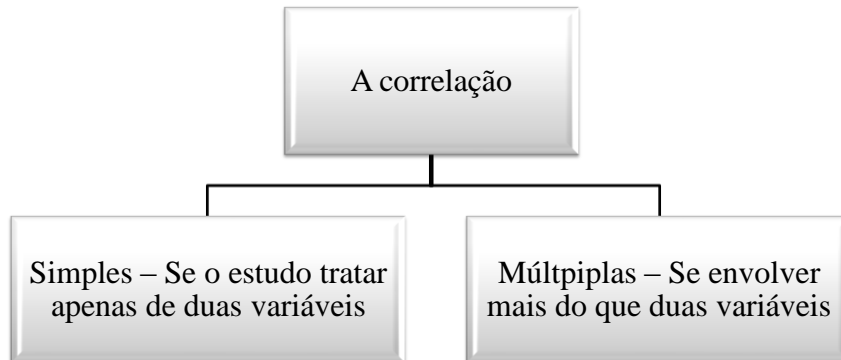 A correlação
Simples – Se o estudo tratar
apenas de duas variáveis
Múltpiplas – Se envolver
mais do que duas variáveis